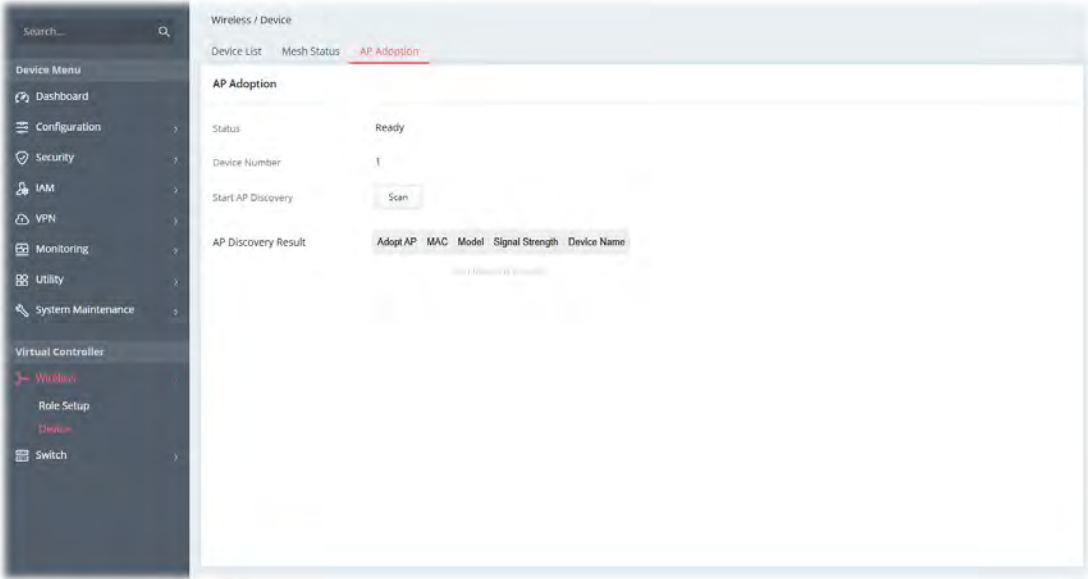 Search...
Device Menu
Dashboard
Configuration
Security
IAM
VPN
Monitoring
Utility
System Maintenance
Virtual Controller
Wireless
Role Setup
Device
Switch
Wireless / Device
Device List Mesh Status AP Adoption
AP Adoption
Status Ready
Device Number 1
Start AP Discovery Scan
AP Discovery Result Adopt AP MAC Model Signal Strength Device Name